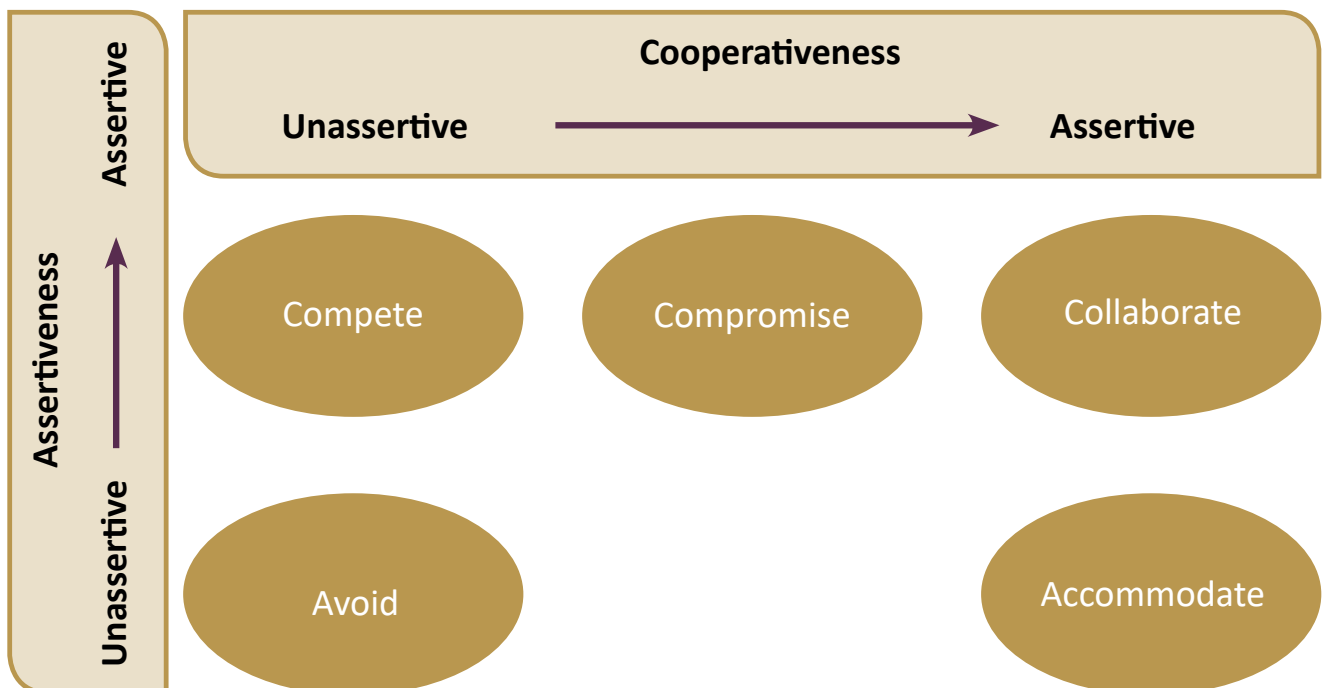 Cooperativeness
Unassertive Assertive
Assertiveness
Unassertive Assertive
Compete Compromise Collaborate
Avoid Accommodate